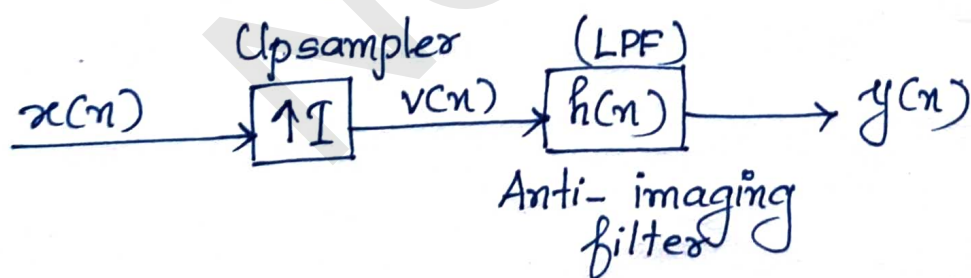 Upsampler
(LPF)
x(n)
↑I
v(n)
h(n)
y(n)
Anti-imaging
filter